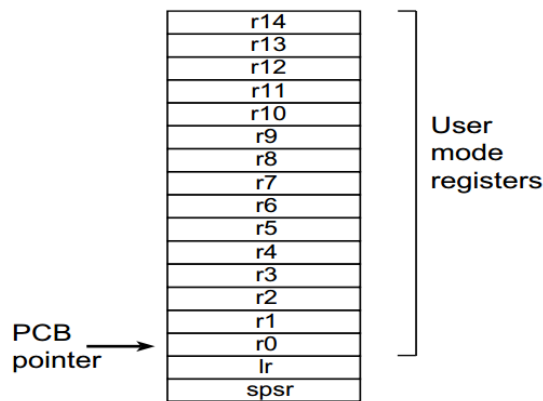 r14
r13
r12
r11
r10
r9
r8
r7
r6
r5
r4
r3
r2
r1
r0
lr
spsr
User
mode
registers
PCB
pointer